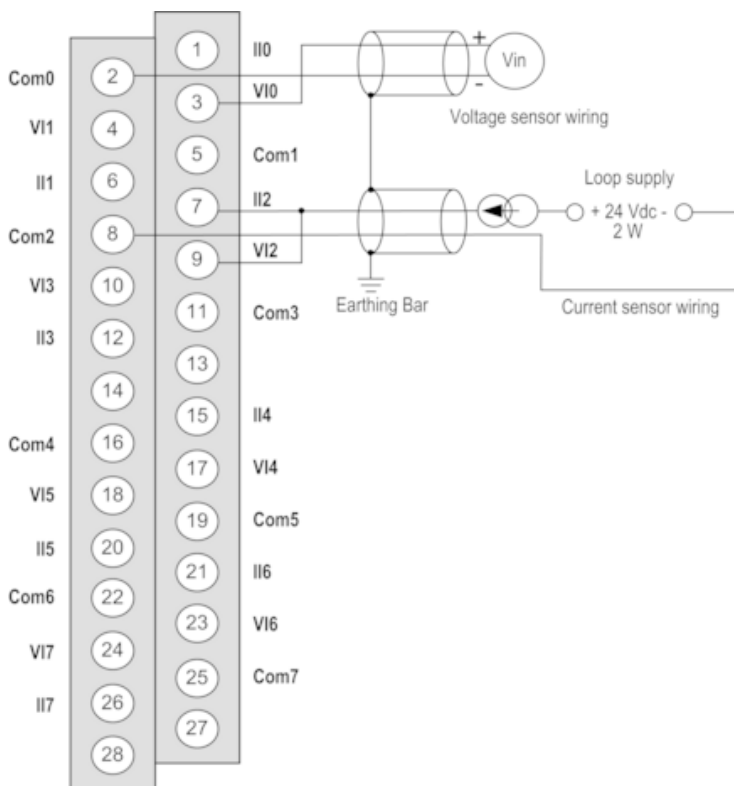 1 II0
Com0 2
3 VI0
+
Vin
-
Voltage sensor wiring
VI1 4
5 Com1
II1 6
7 II2
Loop supply
+ 24 Vdc -
2 W
Com2 8
9 VI2
VI3 10
Earthing Bar
Current sensor wiring
11 Com3
II3 12
13
14
15 II4
Com4 16
17 VI4
VI5 18
19 Com5
II5 20
21 II6
Com6 22
23 VI6
VI7 24
25 Com7
II7 26
27
28